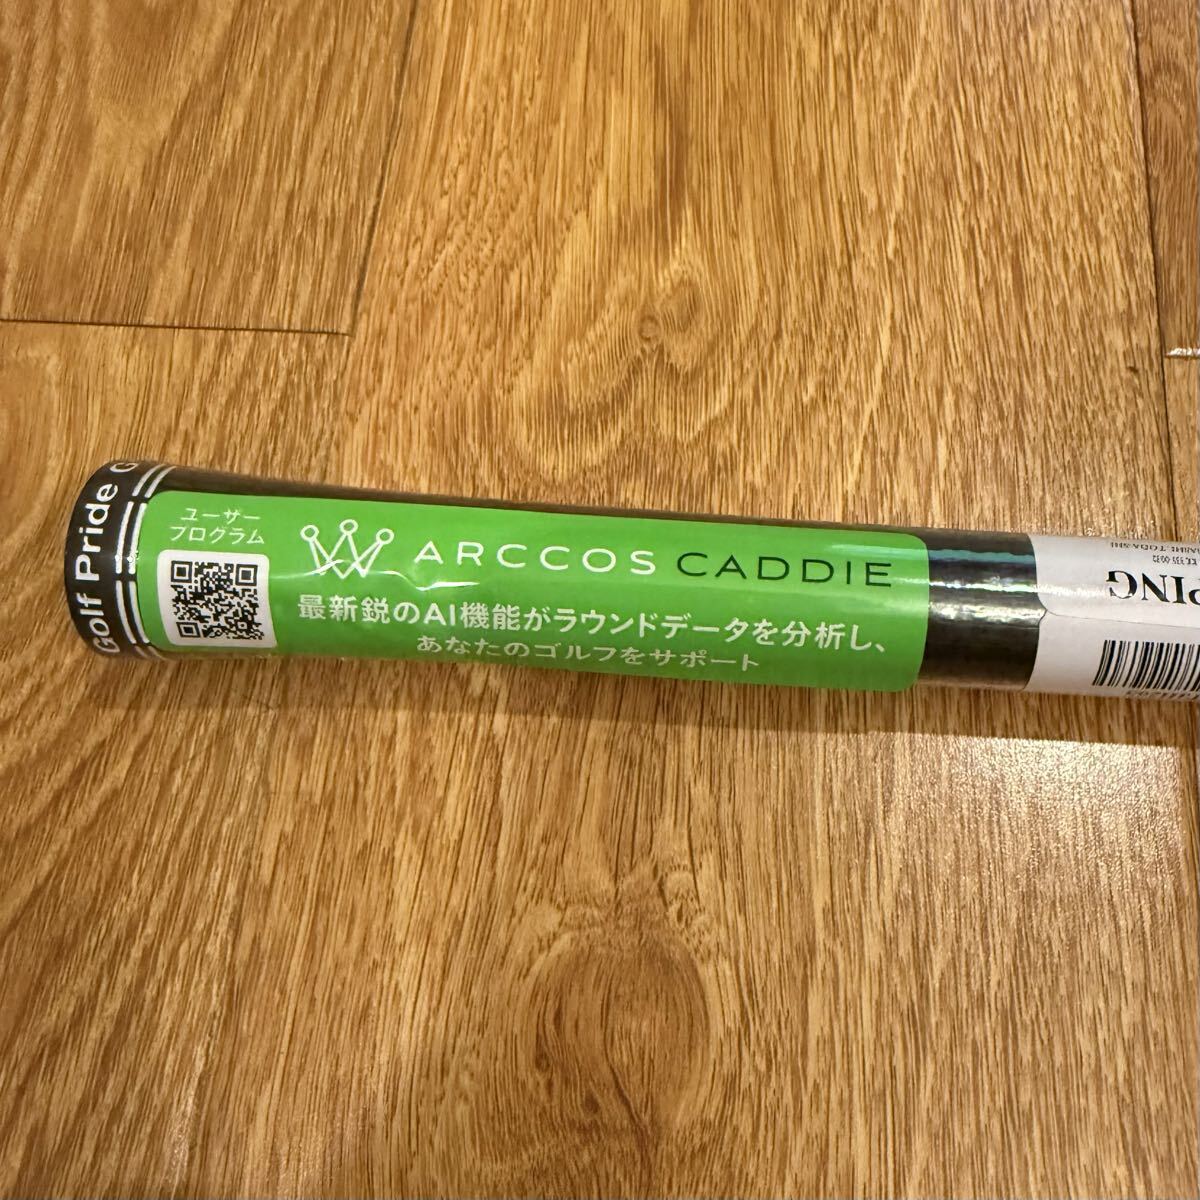 Golf Pride G
ユーザー
プログラム
ARCCOS CADDIE
最新鋭のAI機能がラウンドデータを分析し、
あなたのゴルフをサポート
PING